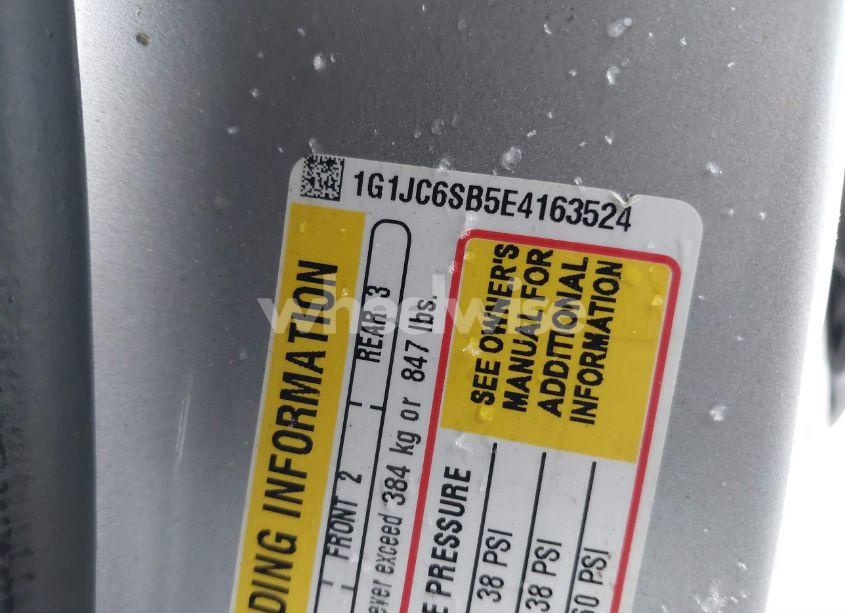 1G1JC6SB5E4163524
DING INFORMATION
FRONT 2
REAR 3
ever exceed 384 kg or 847 lbs.
SEE OWNER'S
MANUAL FOR
ADDITIONAL
INFORMATION
E PRESSURE
38 PSI
38 PSI
60 PSI
wheelwise